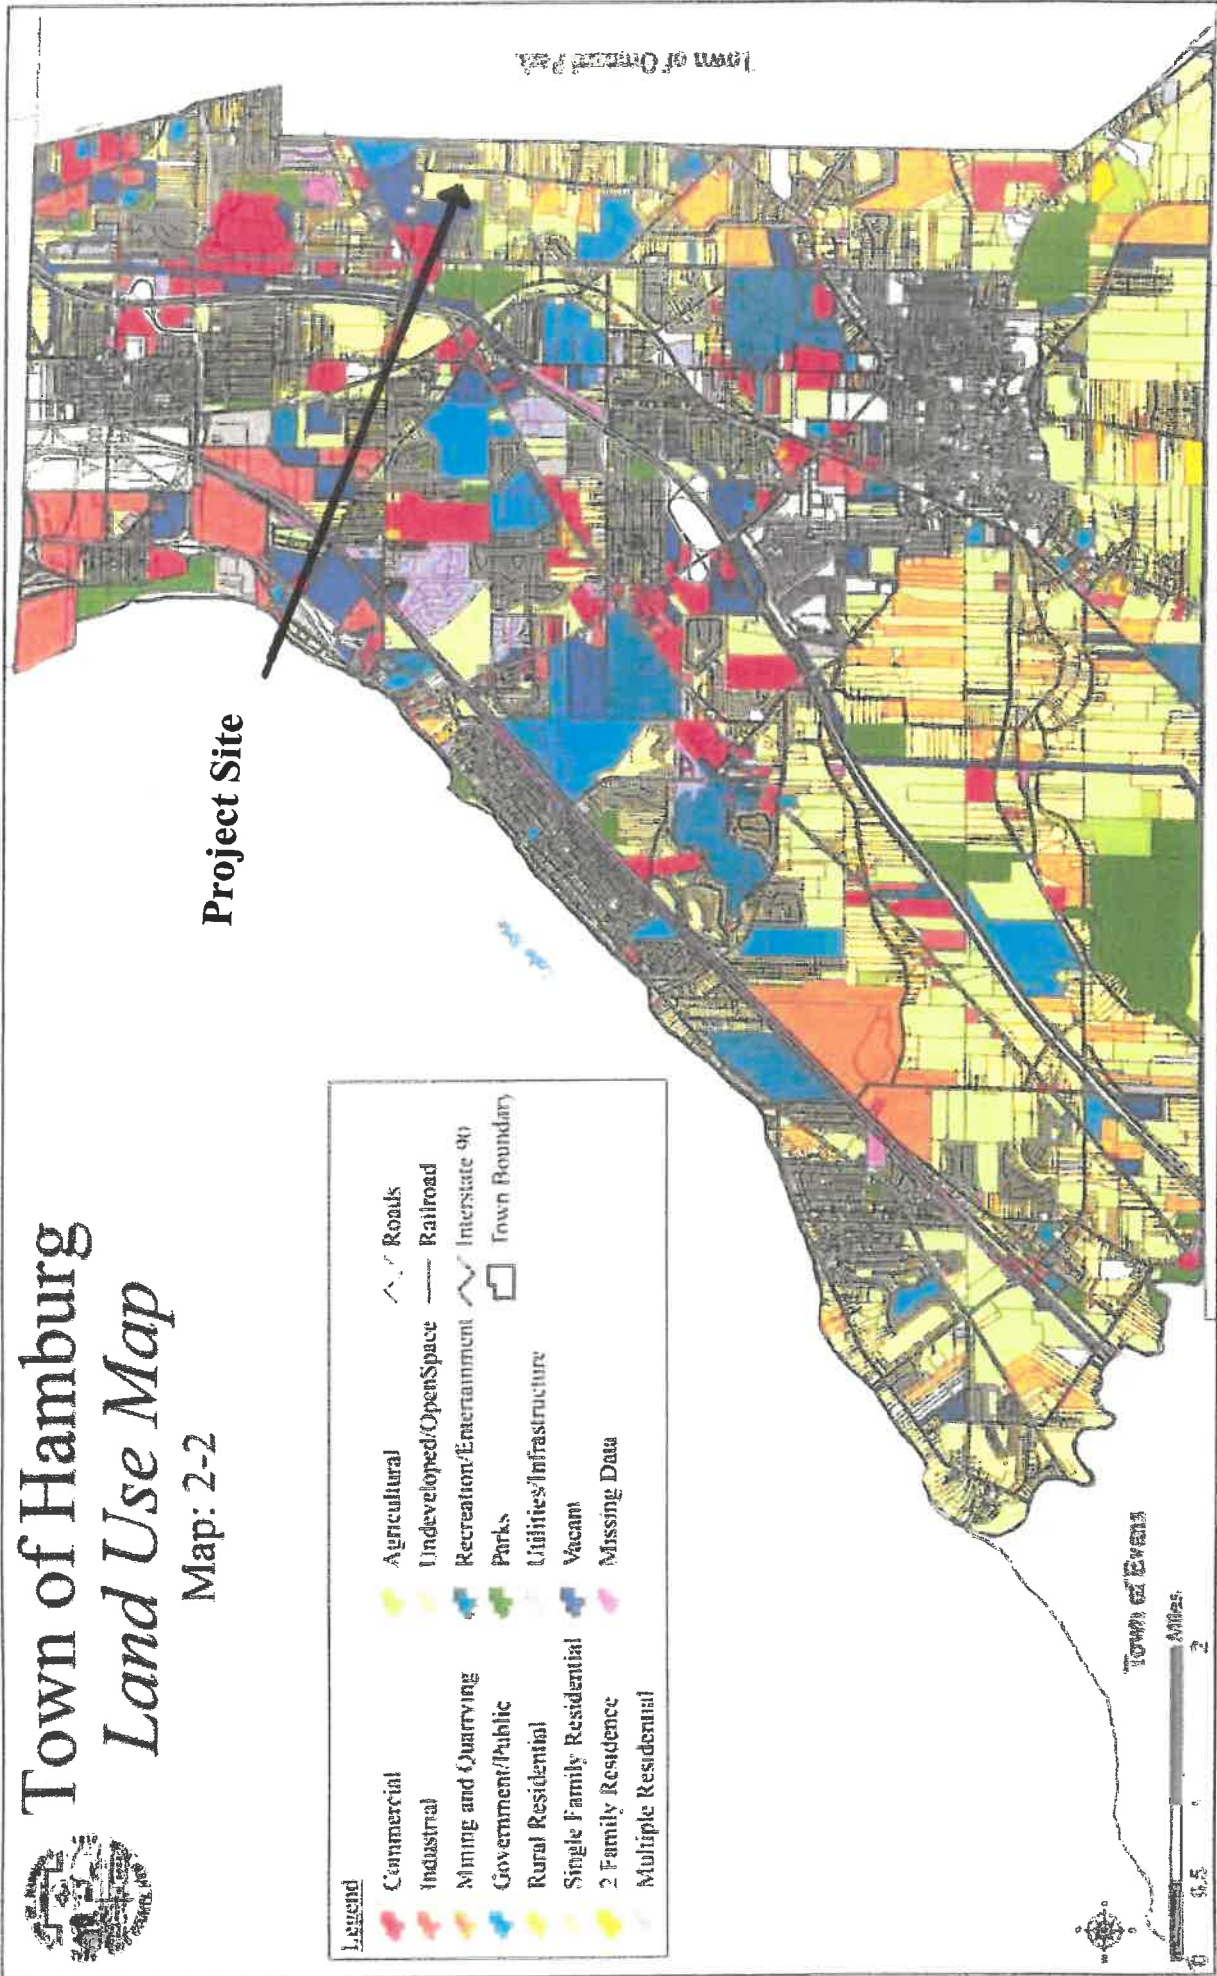 Town of Hamburg
Land Use Map
Map: 2-2
Project Site
Legend
Commercial
Industrial
Mining and Quarrying
Government/Public
Rural Residential
Single Family Residential
2 Family Residence
Multiple Residential
Agricultural
Undeveloped/OpenSpace
Recreation/Entertainment
Parks
Utilities/Infrastructure
Vacant
Missing Data
Roads
Railroad
Interstate 90
Town Boundary
Town of Orchard Park
Town of Evans
0 0.5 1 2
Miles